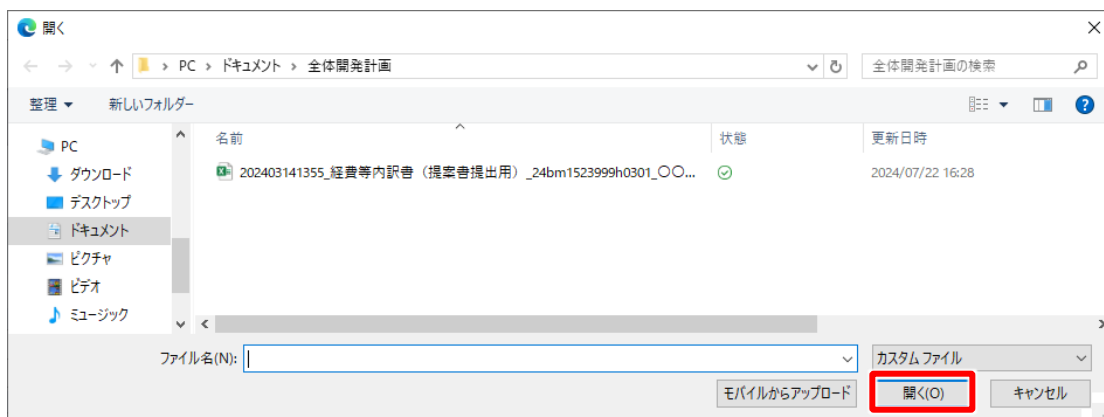 開く
PC > ドキュメント > 全体開発計画
全体開発計画の検索
整理 新しいフォルダー
名前 状態 更新日時
PC
ダウンロード
デスクトップ
ドキュメント
ピクチャ
ビデオ
ミュージック
202403141355_経費等内訳書（提案書提出用）_24bm1523999h0301_〇〇... 2024/07/22 16:28
ファイル名(N): カスタム ファイル
モバイルからアップロード 開く(O) キャンセル